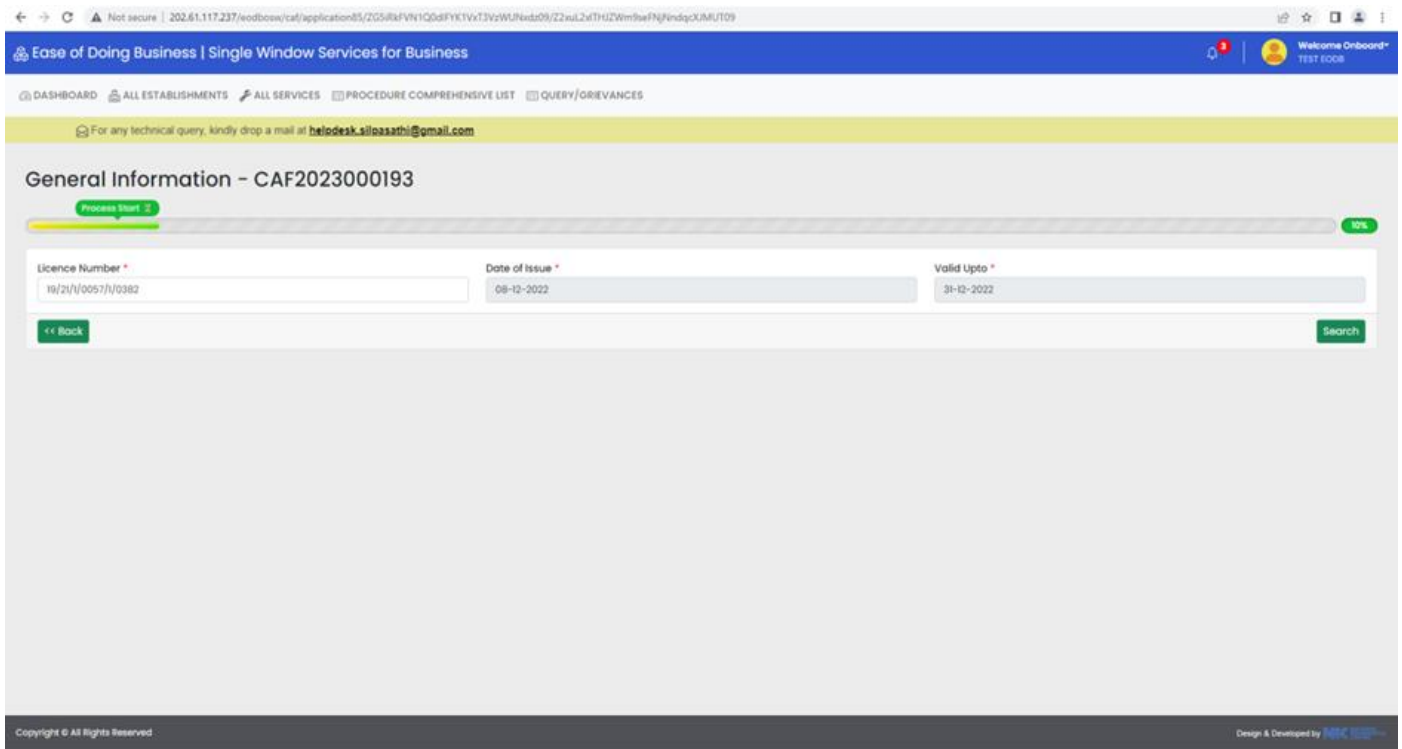 Not secure | 202.61.117.237/eodbosw/caf/application85/
Ease of Doing Business | Single Window Services for Business
3
Welcome Onboard
TEST EODB
DASHBOARD ALL ESTABLISHMENTS ALL SERVICES PROCEDURE COMPREHENSIVE LIST QUERY/GRIEVANCES
For any technical query, kindly drop a mail at helpdesk.silpasathi@gmail.com
General Information - CAF2023000193
Process Start
10%
Licence Number * Date of Issue * Valid Upto *
19/21/1/0057/1/0382 08-12-2022 31-12-2022
<< Back Search
Copyright © All Rights Reserved Design & Developed by NIC